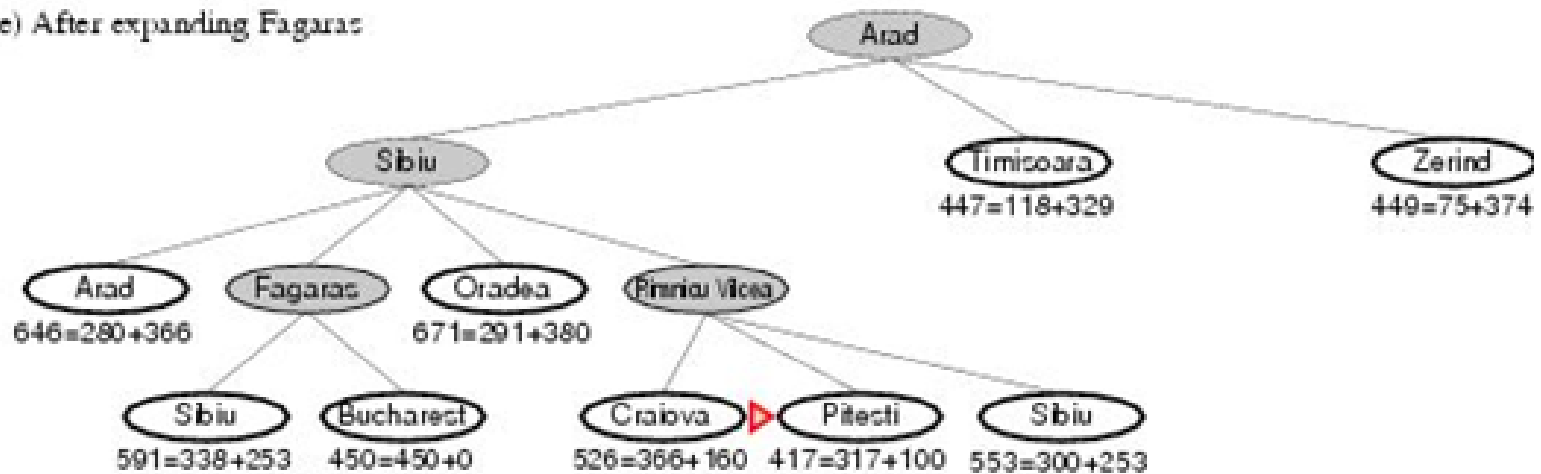 e) After expanding Fagaras
Arad
Sibiu Timisoara Zerind
447=118+329 449=75+374
Arad Fagaras Oradea Rimnicu Vilcea
646=280+366 671=291+380
Sibiu Bucharest Craiova Pitesti Sibiu
591=338+253 450=450+0 526=366+160 417=317+100 553=300+253